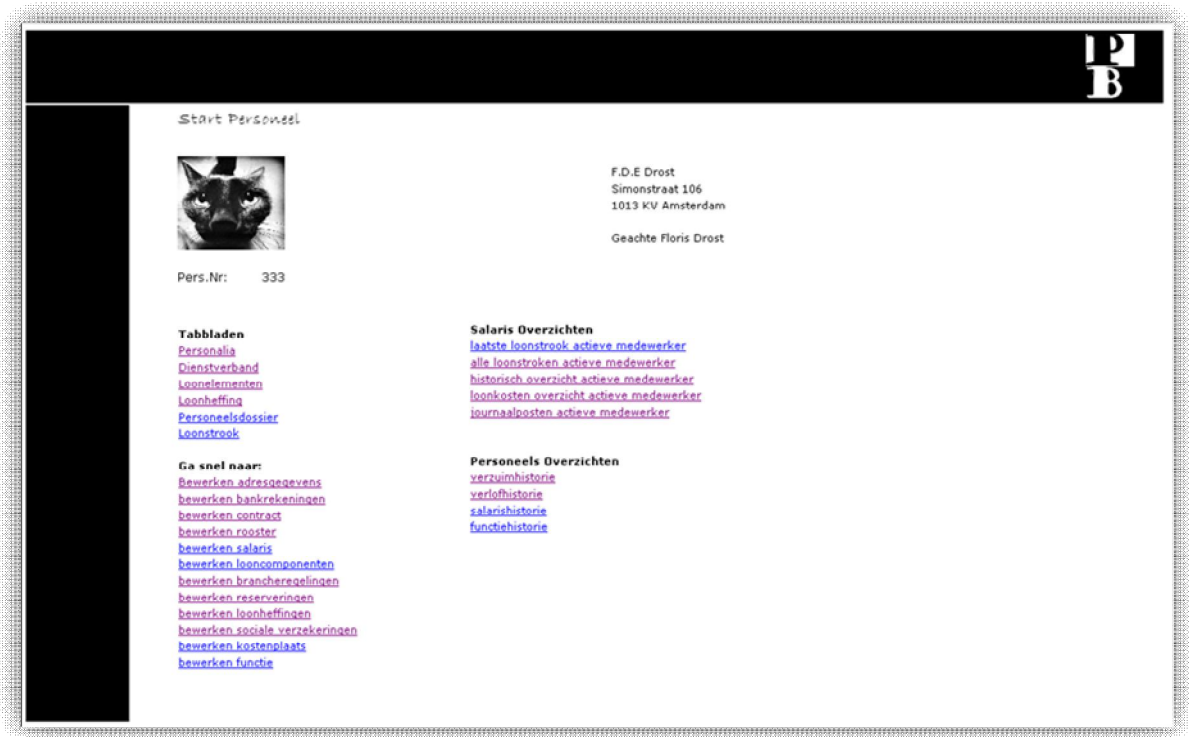 PB
Start Personeel
F.D.E Drost
Simonstraat 106
1013 KV Amsterdam
Geachte Floris Drost
Pers.Nr: 333
Tabbladen
Personalia
Dienstverband
Loonelementen
Loonheffing
Personeelsdossier
Loonstrook
Ga snel naar:
Bewerken adresgegevens
bewerken bankrekeningen
bewerken contract
bewerken rooster
bewerken salaris
bewerken looncomponenten
bewerken brancheregelingen
bewerken reserveringen
bewerken loonheffingen
bewerken sociale verzekeringen
bewerken kostenplaats
bewerken functie
Salaris Overzichten
laatste loonstrook actieve medewerker
alle loonstroken actieve medewerker
historisch overzicht actieve medewerker
loonkosten overzicht actieve medewerker
journaalposten actieve medewerker
Personeels Overzichten
verzuimhistorie
verlofhistorie
salarishistorie
functiehistorie